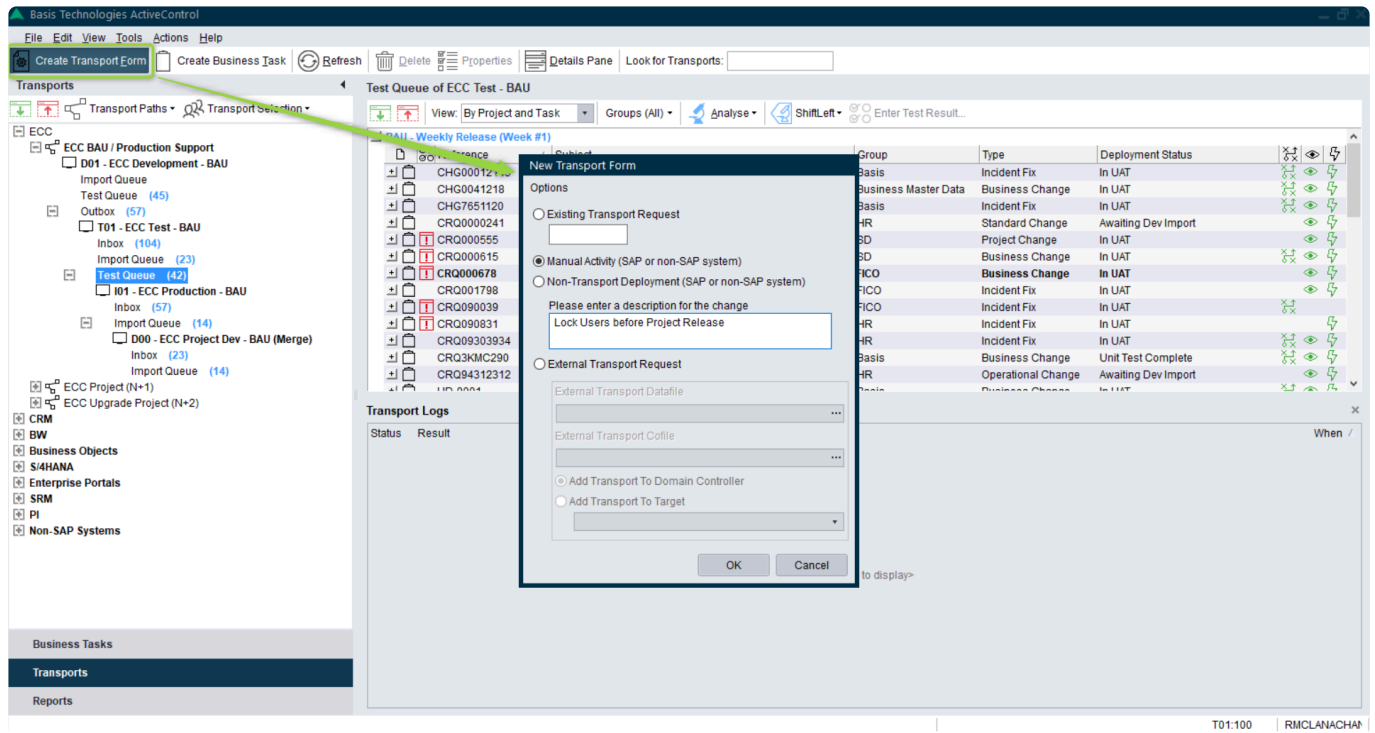 Basis Technologies ActiveControl
File Edit View Tools Actions Help
Create Transport Form Create Business Task Refresh Delete Properties Details Pane Look for Transports:
Transports
Transport Paths Transport Selection
ECC
ECC BAU / Production Support
D01 - ECC Development - BAU
Import Queue
Test Queue (45)
Outbox (57)
T01 - ECC Test - BAU
Inbox (104)
Import Queue (23)
Test Queue (42)
I01 - ECC Production - BAU
Inbox (57)
Import Queue (14)
D00 - ECC Project Dev - BAU (Merge)
Inbox (23)
Import Queue (14)
ECC Project (N+1)
ECC Upgrade Project (N+2)
CRM
BW
Business Objects
S/4HANA
Enterprise Portals
SRM
PI
Non-SAP Systems
Business Tasks
Transports
Reports
Test Queue of ECC Test - BAU
View: By Project and Task Groups (All) Analyse ShiftLeft Enter Test Result...
BAU - Weekly Release (Week #1)
Group Type Deployment Status
Basis Incident Fix In UAT
CHG0041218 Business Master Data Business Change In UAT
CHG7651120 Basis Incident Fix In UAT
CRQ0000241 HR Standard Change Awaiting Dev Import
CRQ000555 SD Project Change In UAT
CRQ000615 SD Business Change In UAT
CRQ000678 FICO Business Change In UAT
CRQ001798 FICO Incident Fix In UAT
CRQ090039 FICO Incident Fix In UAT
CRQ090831 HR Incident Fix In UAT
CRQ09303934 HR Incident Fix In UAT
CRQ3KMC290 Basis Business Change Unit Test Complete
CRQ94312312 HR Operational Change Awaiting Dev Import
New Transport Form
Options
Existing Transport Request
Manual Activity (SAP or non-SAP system)
Non-Transport Deployment (SAP or non-SAP system)
Please enter a description for the change
Lock Users before Project Release
External Transport Request
External Transport Datafile
...
External Transport Cofile
...
Add Transport To Domain Controller
Add Transport To Target
OK Cancel
Transport Logs
Status Result When
to display>
T01:100 RMCLANACHAN